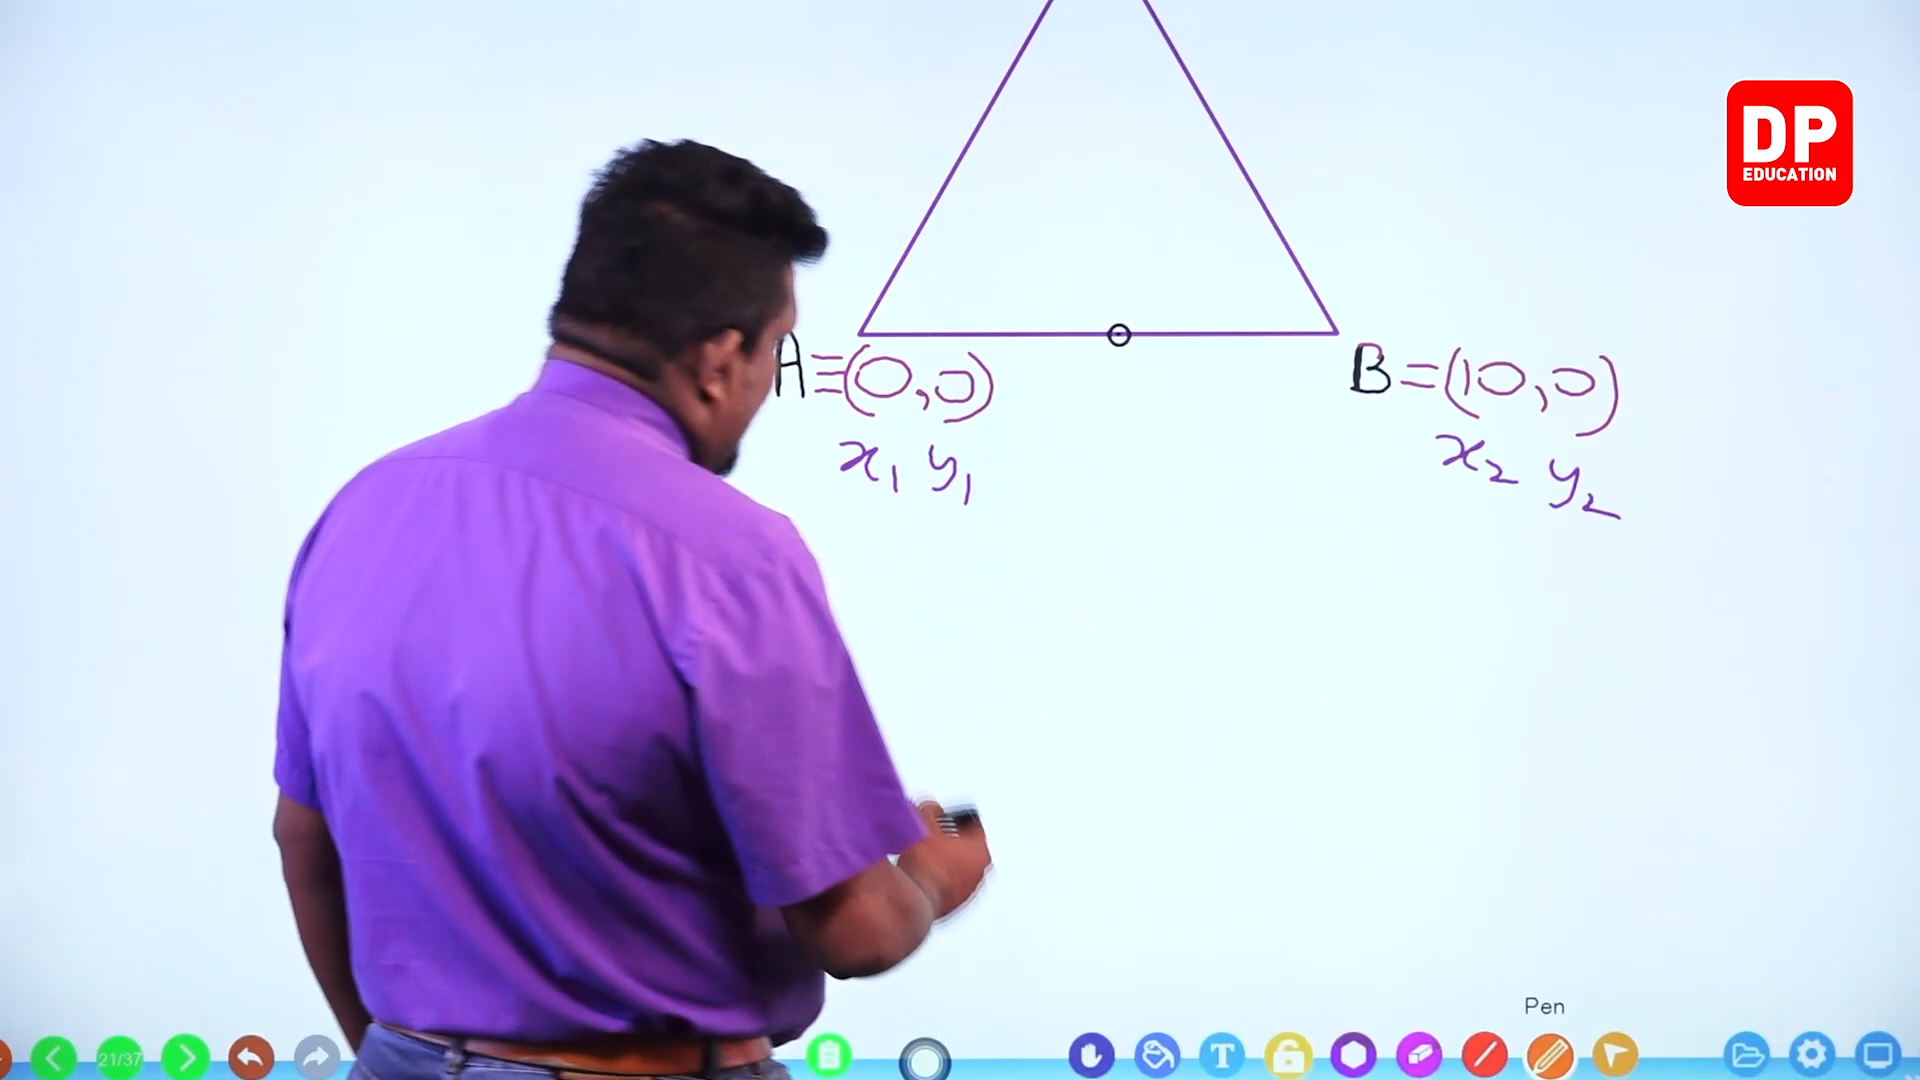 DP
EDUCATION
A≡(0,0)
B=(10,0)
x₁ y₁
x₂ y₂
Pen
21/37
T